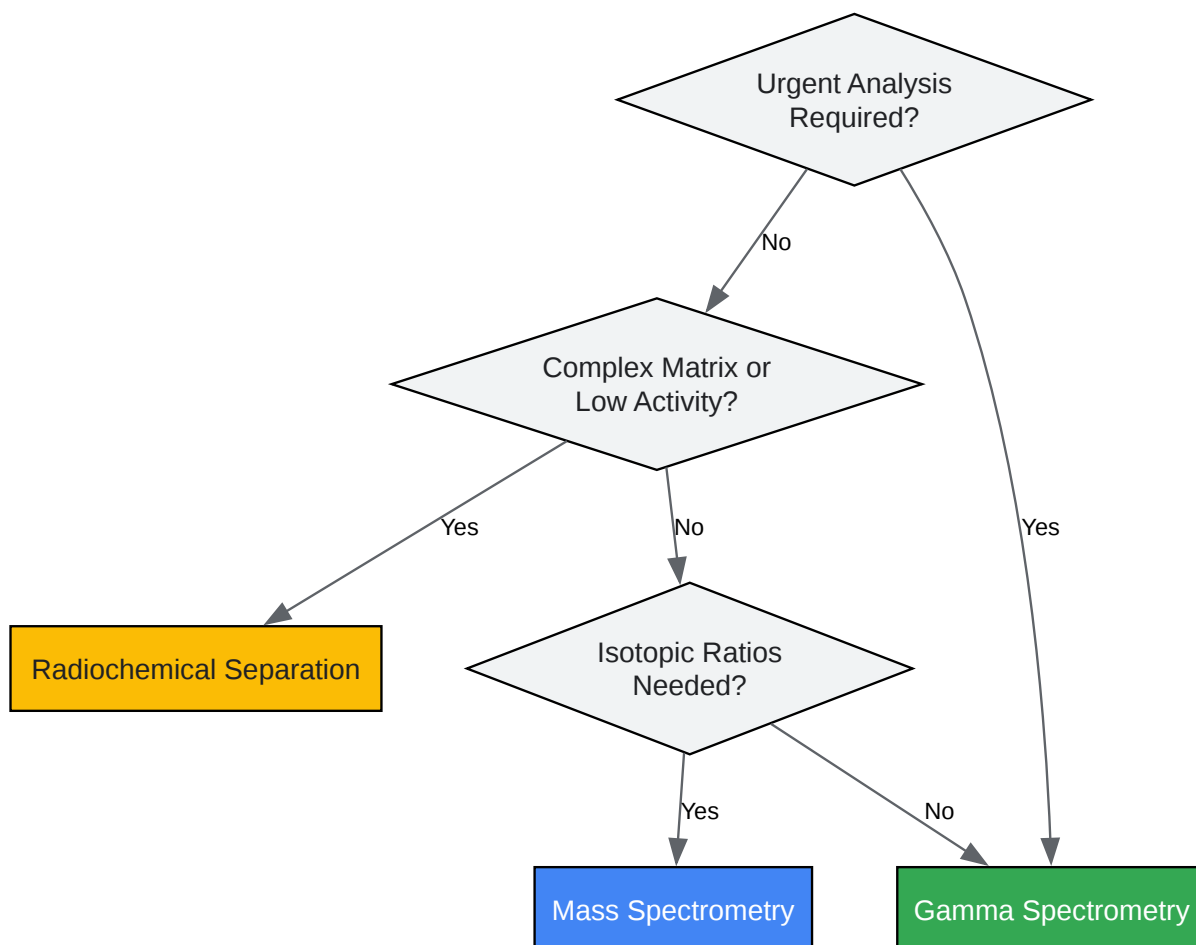 Urgent Analysis
Required?
No
Complex Matrix or
Low Activity?
Yes
No
Yes
Isotopic Ratios
Needed?
Radiochemical Separation
Yes
No
Mass Spectrometry
Gamma Spectrometry